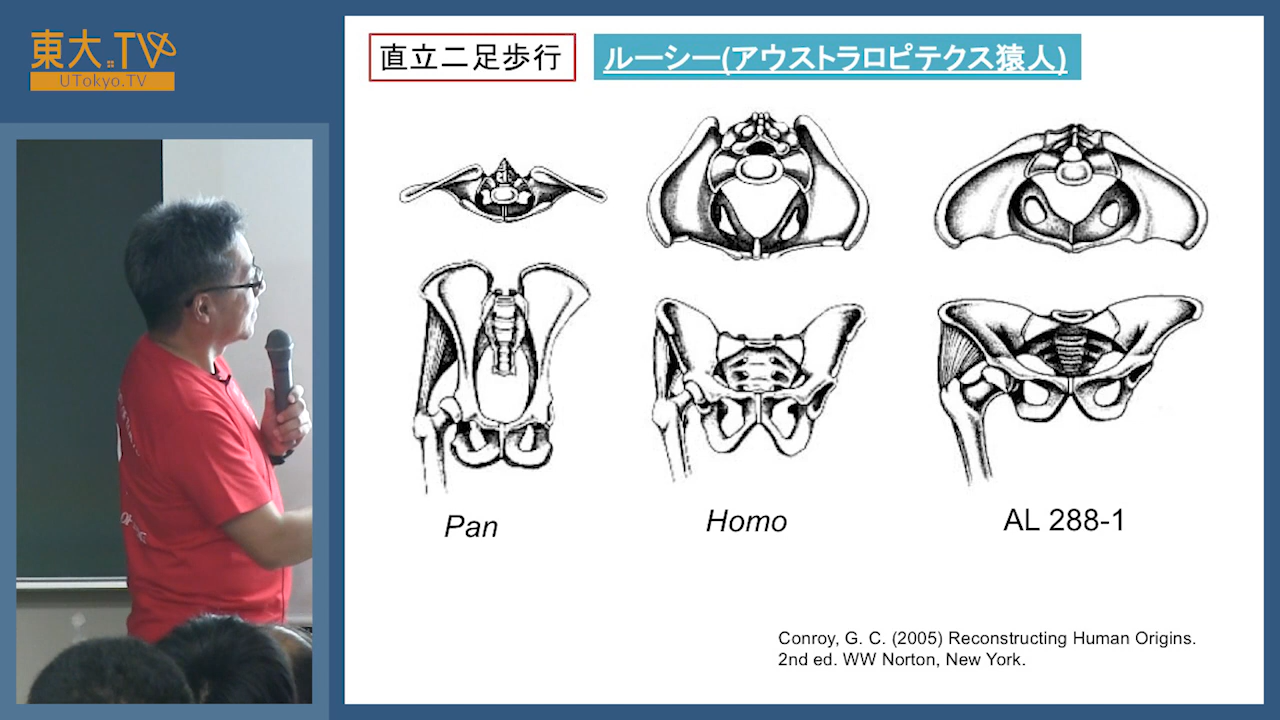 東大.TV
UTokyo.TV
直立二足歩行
ルーシー(アウストラロピテクス猿人)
Pan
Homo
AL 288-1
Conroy, G. C. (2005) Reconstructing Human Origins.
2nd ed. WW Norton, New York.